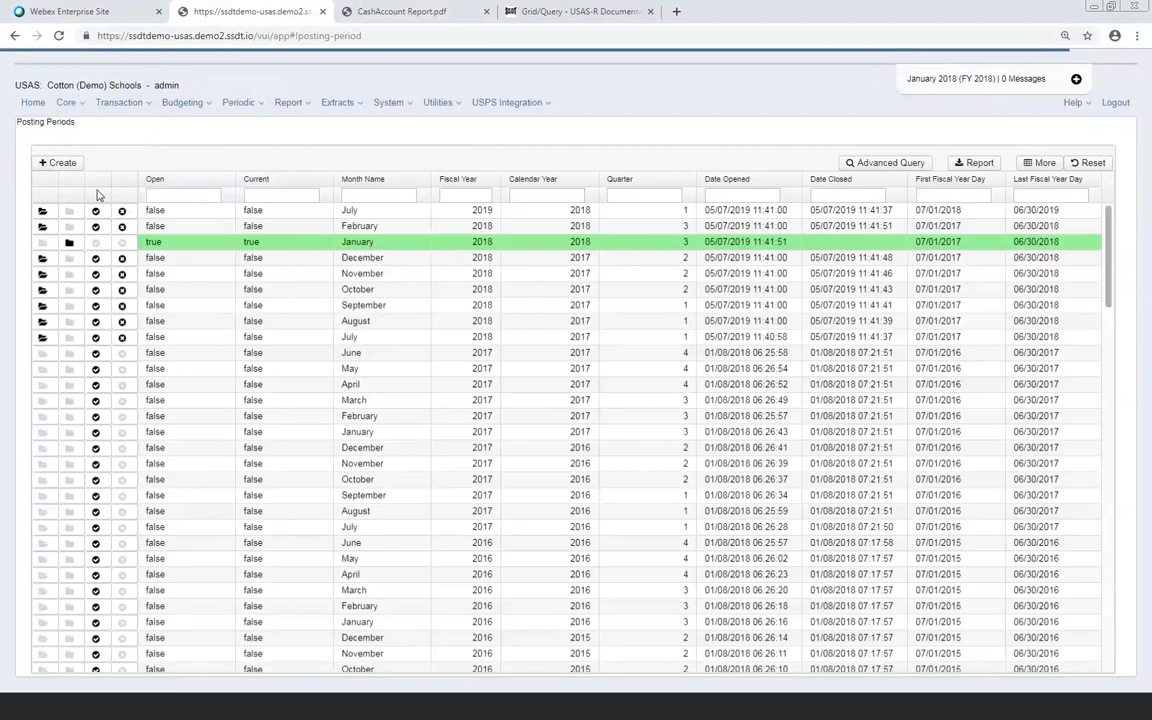 Webex Enterprise Site
https://ssdtdemo-usas.demo2.ss
CashAccount Report.pdf
Grid/Query - USAS-R Document
https://ssdtdemo-usas.demo2.ssdt.io/vui/app#!posting-period
USAS: Cotton (Demo) Schools - admin
January 2018 (FY 2018) | 0 Messages
Home Core Transaction Budgeting Periodic Report Extracts System Utilities USPS Integration Help Logout
Posting Periods
Create Advanced Query Report More Reset
Open Current Month Name Fiscal Year Calendar Year Quarter Date Opened Date Closed First Fiscal Year Day Last Fiscal Year Day
false false July 2019 2018 1 05/07/2019 11:41:00 05/07/2019 11:41:37 07/01/2018 06/30/2019
false false February 2018 2018 3 05/07/2019 11:41:00 05/07/2019 11:41:51 07/01/2017 06/30/2018
true true January 2018 2018 3 05/07/2019 11:41:51 07/01/2017 06/30/2018
false false December 2018 2017 2 05/07/2019 11:41:00 05/07/2019 11:41:48 07/01/2017 06/30/2018
false false November 2018 2017 2 05/07/2019 11:41:00 05/07/2019 11:41:46 07/01/2017 06/30/2018
false false October 2018 2017 2 05/07/2019 11:41:00 05/07/2019 11:41:43 07/01/2017 06/30/2018
false false September 2018 2017 1 05/07/2019 11:41:00 05/07/2019 11:41:41 07/01/2017 06/30/2018
false false August 2018 2017 1 05/07/2019 11:41:00 05/07/2019 11:41:39 07/01/2017 06/30/2018
false false July 2018 2017 1 05/07/2019 11:40:58 05/07/2019 11:41:37 07/01/2017 06/30/2018
false false June 2017 2017 4 01/08/2018 06:25:58 01/08/2018 07:21:51 07/01/2016 06/30/2017
false false May 2017 2017 4 01/08/2018 06:26:54 01/08/2018 07:21:51 07/01/2016 06/30/2017
false false April 2017 2017 4 01/08/2018 06:26:52 01/08/2018 07:21:51 07/01/2016 06/30/2017
false false March 2017 2017 3 01/08/2018 06:26:49 01/08/2018 07:21:51 07/01/2016 06/30/2017
false false February 2017 2017 3 01/08/2018 06:25:57 01/08/2018 07:21:51 07/01/2016 06/30/2017
false false January 2017 2017 3 01/08/2018 06:26:43 01/08/2018 07:21:51 07/01/2016 06/30/2017
false false December 2017 2016 2 01/08/2018 06:26:41 01/08/2018 07:21:51 07/01/2016 06/30/2017
false false November 2017 2016 2 01/08/2018 06:26:39 01/08/2018 07:21:51 07/01/2016 06/30/2017
false false October 2017 2016 2 01/08/2018 06:26:37 01/08/2018 07:21:51 07/01/2016 06/30/2017
false false September 2017 2016 1 01/08/2018 06:26:34 01/08/2018 07:21:51 07/01/2016 06/30/2017
false false August 2017 2016 1 01/08/2018 06:25:59 01/08/2018 07:21:51 07/01/2016 06/30/2017
false false July 2017 2016 1 01/08/2018 06:26:28 01/08/2018 07:21:50 07/01/2016 06/30/2017
false false June 2016 2016 4 01/08/2018 06:25:57 01/08/2018 07:17:58 07/01/2015 06/30/2016
false false May 2016 2016 4 01/08/2018 06:26:02 01/08/2018 07:17:57 07/01/2015 06/30/2016
false false April 2016 2016 4 01/08/2018 06:26:23 01/08/2018 07:17:57 07/01/2015 06/30/2016
false false March 2016 2016 3 01/08/2018 06:26:20 01/08/2018 07:17:57 07/01/2015 06/30/2016
false false February 2016 2016 3 01/08/2018 06:26:18 01/08/2018 07:17:57 07/01/2015 06/30/2016
false false January 2016 2016 3 01/08/2018 06:26:16 01/08/2018 07:17:57 07/01/2015 06/30/2016
false false December 2016 2015 2 01/08/2018 06:26:14 01/08/2018 07:17:57 07/01/2015 06/30/2016
false false November 2016 2015 2 01/08/2018 06:26:11 01/08/2018 07:17:57 07/01/2015 06/30/2016
false false October 2016 2015 2 01/08/2018 06:26:10 01/08/2018 07:17:57 07/01/2015 06/30/2016